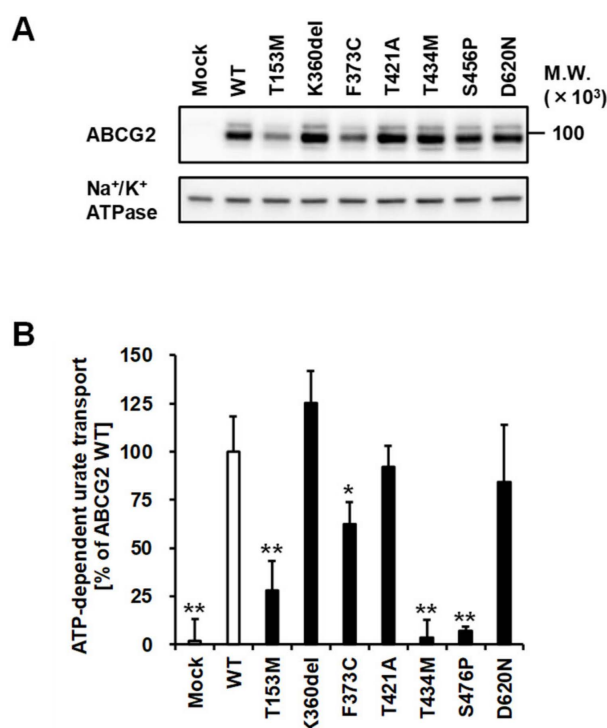 A
Mock WT T153M K360del F373C T421A T434M S456P D620N
M.W.
(×10³)
ABCG2
100
Na⁺/K⁺
ATPase
B
ATP-dependent urate transport
[% of ABCG2 WT]
150
125
100
75
50
25
0
** ** * ** **
Mock WT T153M K360del F373C T421A T434M S476P D620N